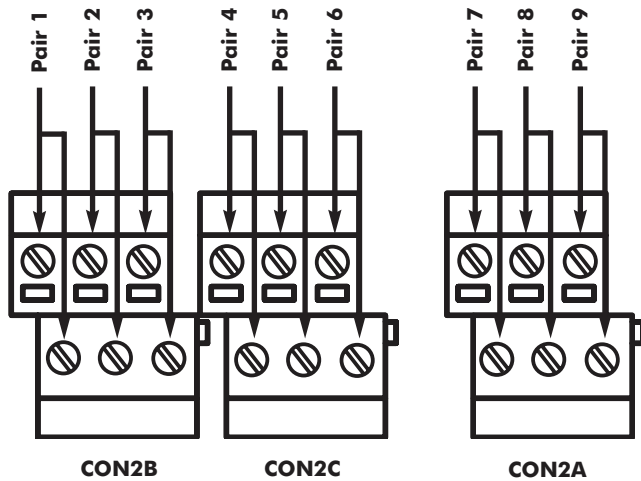 Pair 1
Pair 2
Pair 3
Pair 4
Pair 5
Pair 6
Pair 7
Pair 8
Pair 9
CON2B
CON2C
CON2A